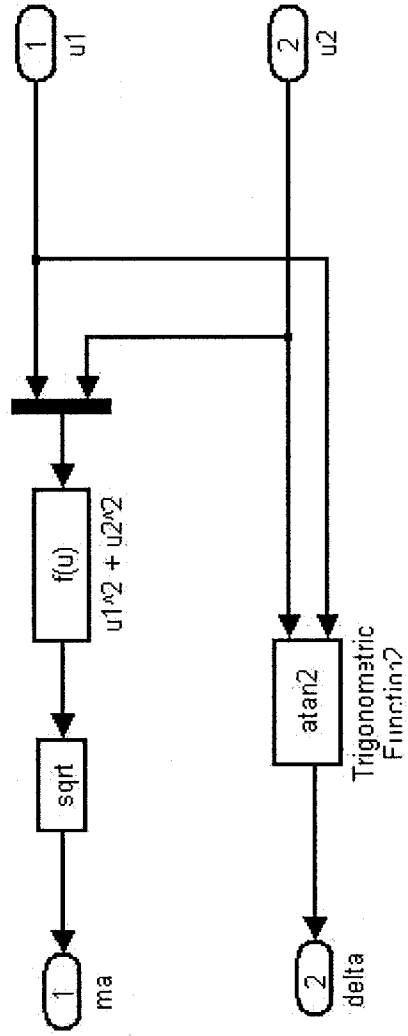 1
u1
2
u2
f(u)
u1^2 + u2^2
sqrt
1
ma
atan2
Trigonometric
Function2
2
delta